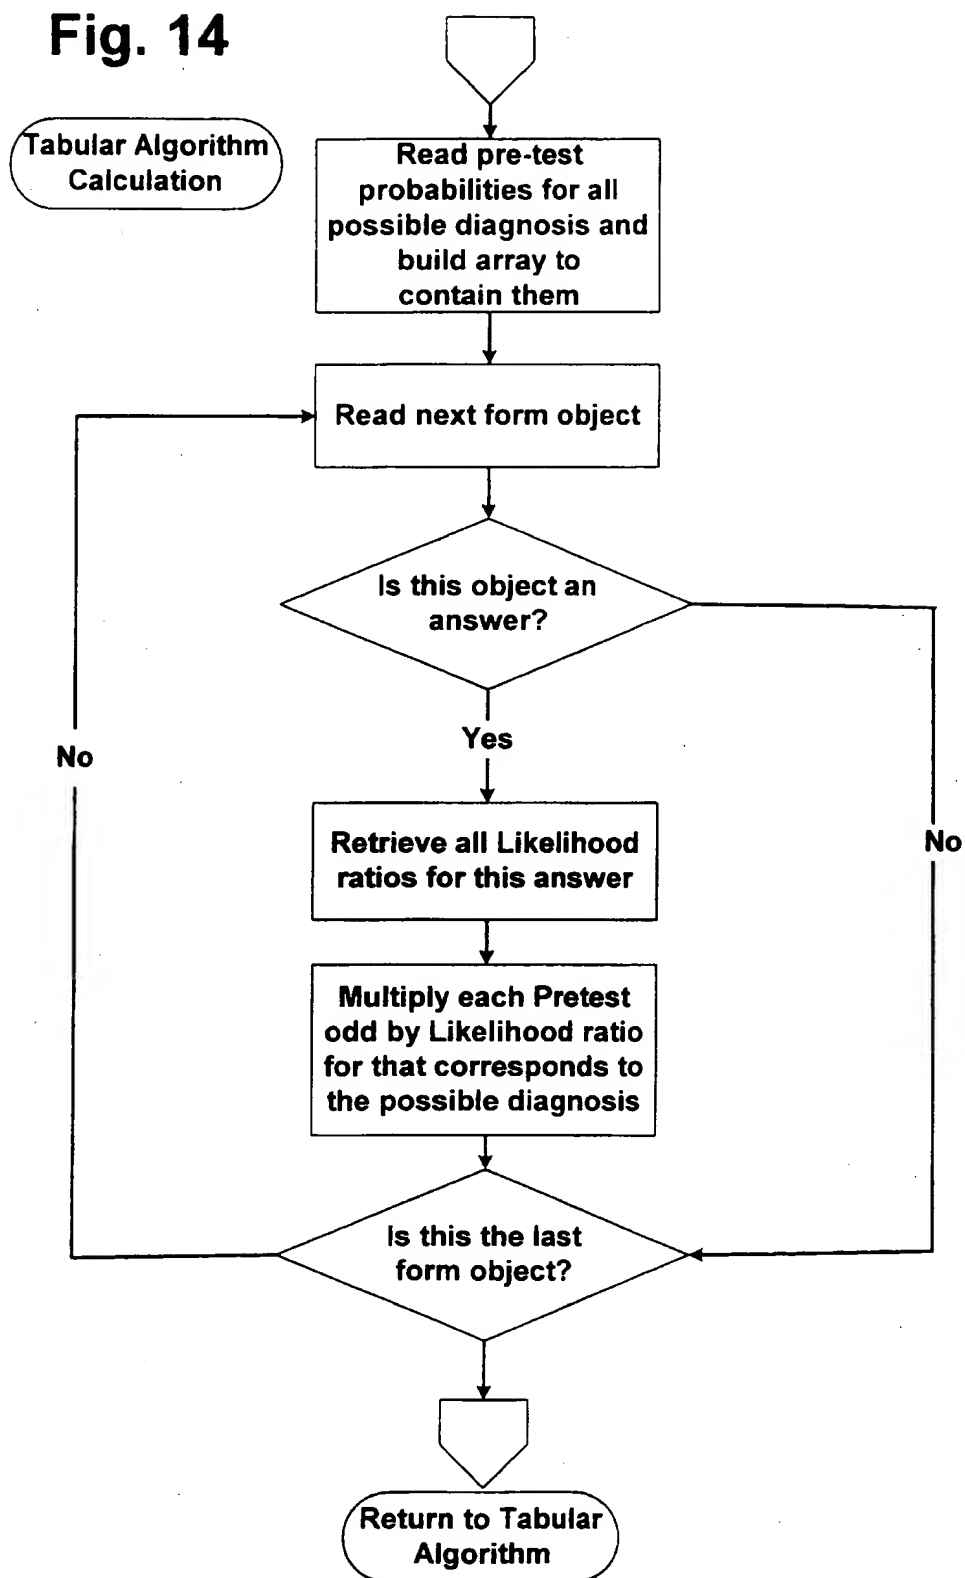 Fig. 14
Tabular Algorithm
Calculation
Read pre-test
probabilities for all
possible diagnosis and
build array to
contain them
Read next form object
Is this object an
answer?
Yes
No
No
Retrieve all Likelihood
ratios for this answer
Multiply each Pretest
odd by Likelihood ratio
for that corresponds to
the possible diagnosis
Is this the last
form object?
Return to Tabular
Algorithm